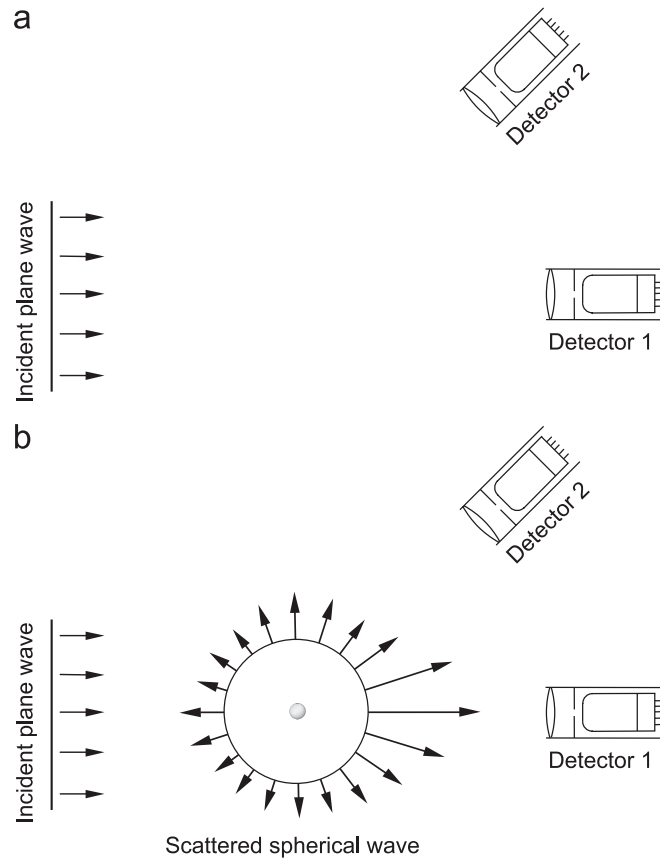 a
Detector 2
Incident plane wave
Detector 1
b
Detector 2
Incident plane wave
Detector 1
Scattered spherical wave